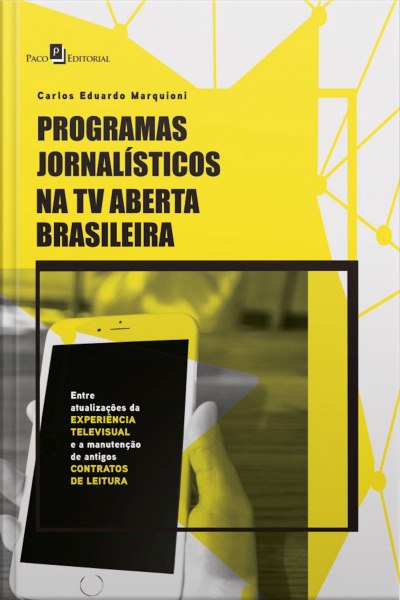 PACO EDITORIAL
Carlos Eduardo Marquioni
PROGRAMAS
JORNALÍSTICOS
NA TV ABERTA
BRASILEIRA
Entre
atualizações da
EXPERIÊNCIA
TELEVISUAL
e a manutenção
de antigos
CONTRATOS
DE LEITURA